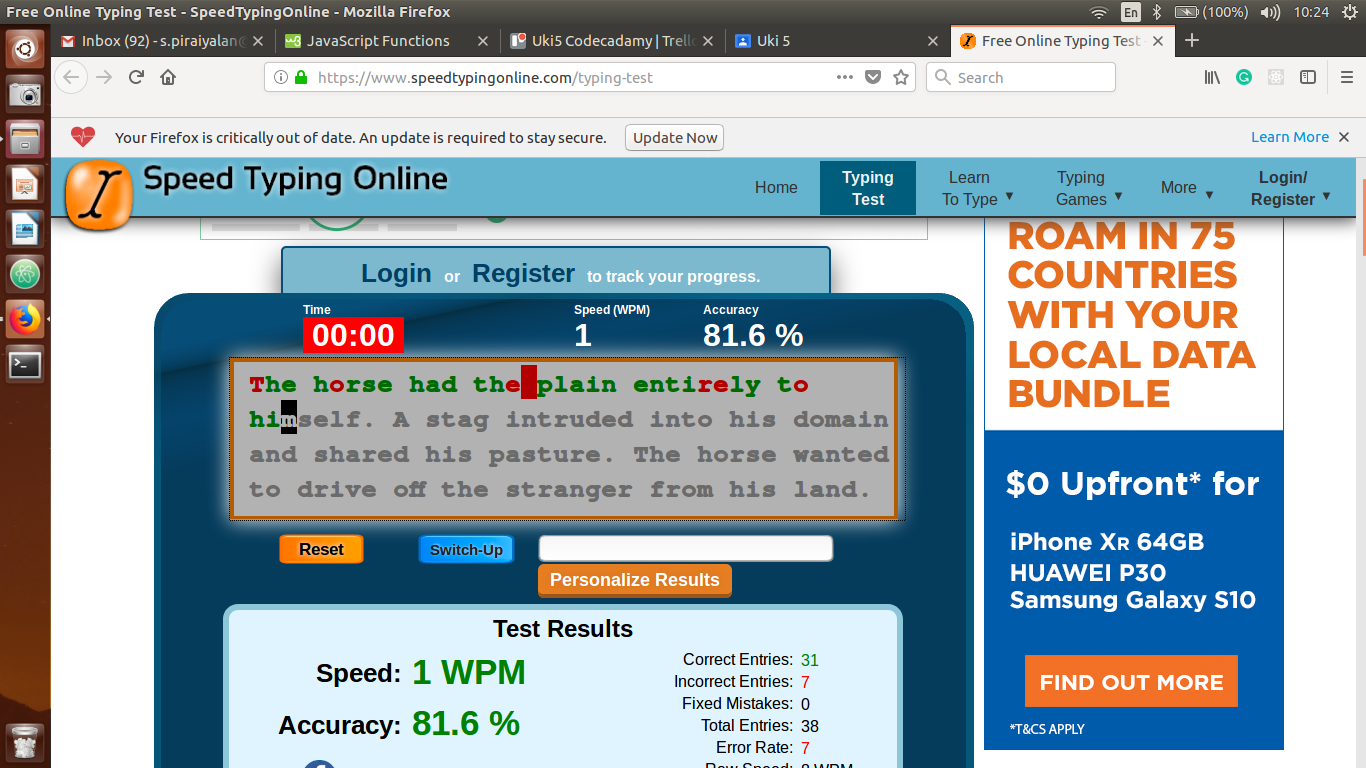 Free Online Typing Test - SpeedTypingOnline - Mozilla Firefox
En (100%) 10:24
Inbox (92) - s.piraiyalan@
JavaScript Functions
Uki5 Codecadamy | Trell
Uki 5
Free Online Typing Test
https://www.speedtypingonline.com/typing-test
Search
Your Firefox is critically out of date. An update is required to stay secure.
Update Now
Learn More
Speed Typing Online
Home
Typing
Test
Learn
To Type
Typing
Games
More
Login/
Register
Login or Register to track your progress.
Time
Speed (WPM)
Accuracy
00:00
1
81.6 %
The horse had the plain entirely to
himself. A stag intruded into his domain
and shared his pasture. The horse wanted
to drive off the stranger from his land.
Reset
Switch-Up
Personalize Results
Test Results
Speed: 1 WPM
Accuracy: 81.6 %
Correct Entries: 31
Incorrect Entries: 7
Fixed Mistakes: 0
Total Entries: 38
Error Rate: 7
ROAM IN 75
COUNTRIES
WITH YOUR
LOCAL DATA
BUNDLE
$0 Upfront* for
iPhone XR 64GB
HUAWEI P30
Samsung Galaxy S10
FIND OUT MORE
*T&CS APPLY